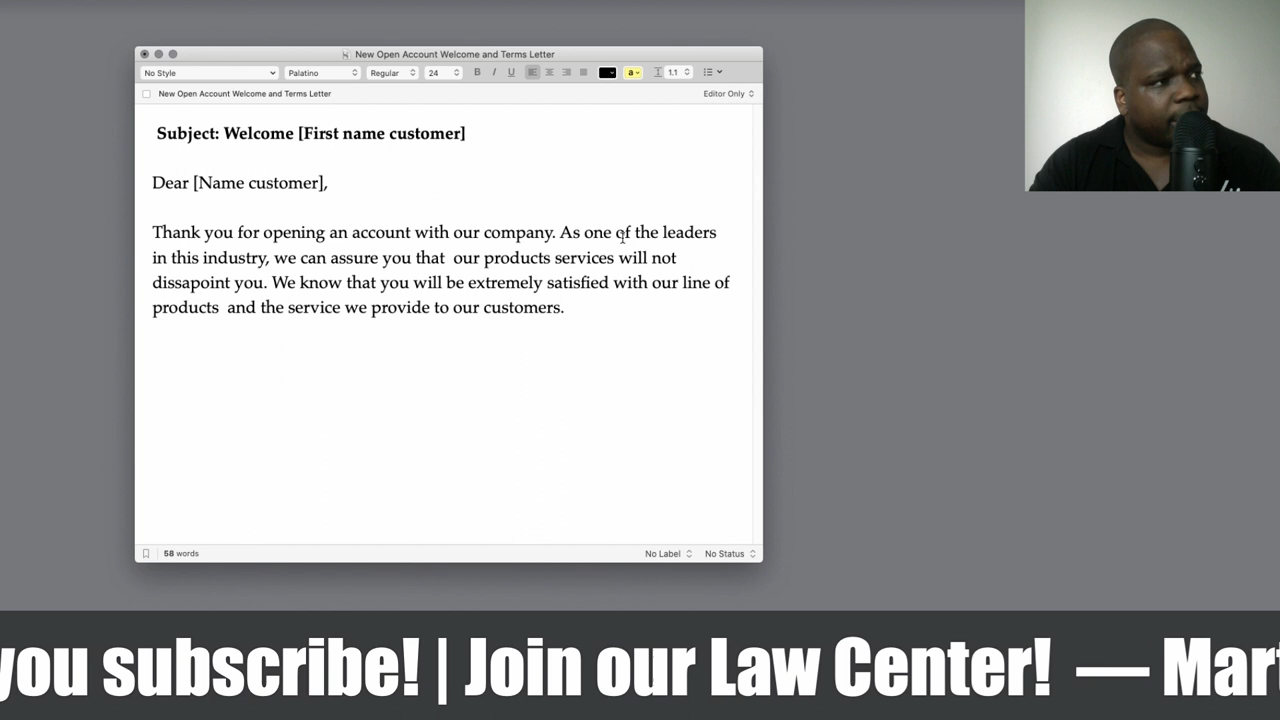 New Open Account Welcome and Terms Letter
No Style Palatino Regular 24 B I U a 1.1
New Open Account Welcome and Terms Letter Editor Only
Subject: Welcome [First name customer]
Dear [Name customer],
Thank you for opening an account with our company. As one of the leaders
in this industry, we can assure you that  our products services will not
dissapoint you. We know that you will be extremely satisfied with our line of
products  and the service we provide to our customers.
58 words No Label No Status
you subscribe! | Join our Law Center! — Mart